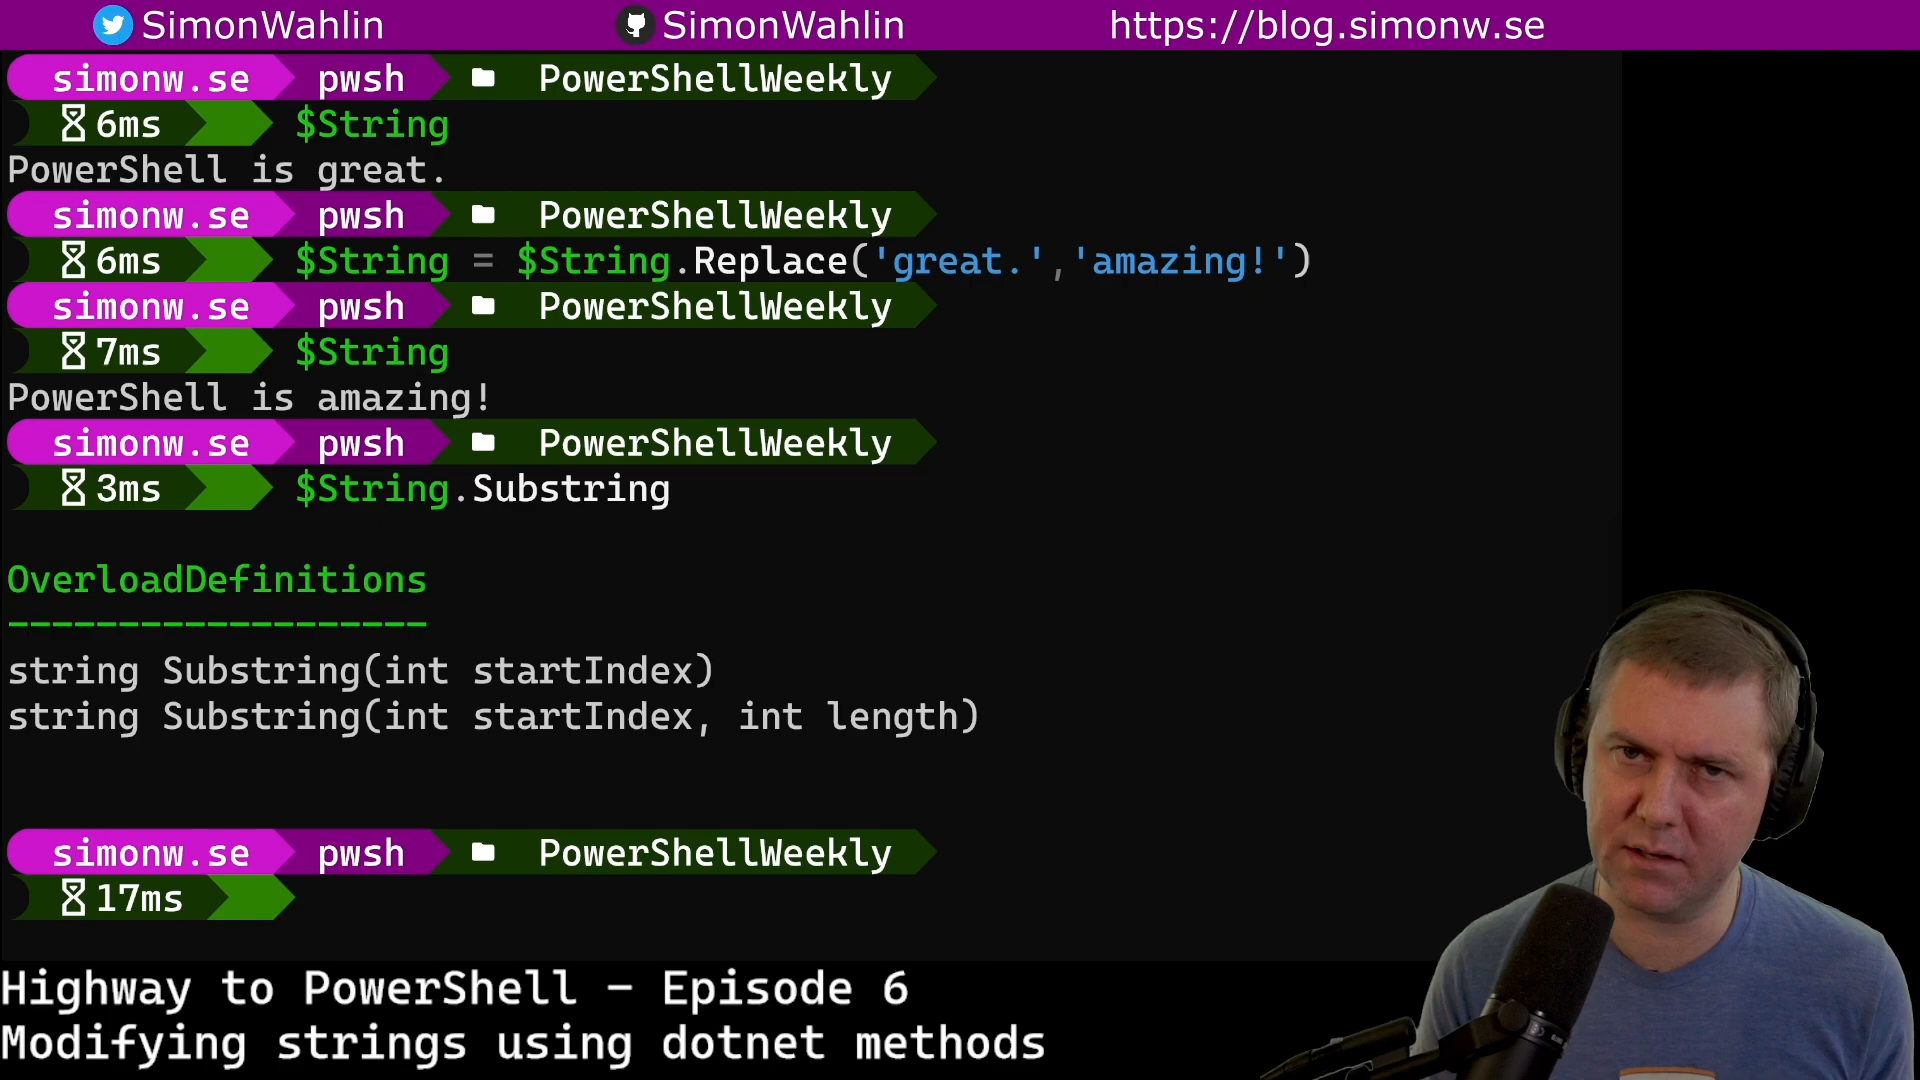 SimonWahlin SimonWahlin https://blog.simonw.se
simonw.se pwsh PowerShellWeekly
6ms $String
PowerShell is great.
simonw.se pwsh PowerShellWeekly
6ms $String = $String.Replace('great.','amazing!')
simonw.se pwsh PowerShellWeekly
7ms $String
PowerShell is amazing!
simonw.se pwsh PowerShellWeekly
3ms $String.Substring
OverloadDefinitions
-------------------
string Substring(int startIndex)
string Substring(int startIndex, int length)
simonw.se pwsh PowerShellWeekly
17ms
Highway to PowerShell – Episode 6
Modifying strings using dotnet methods